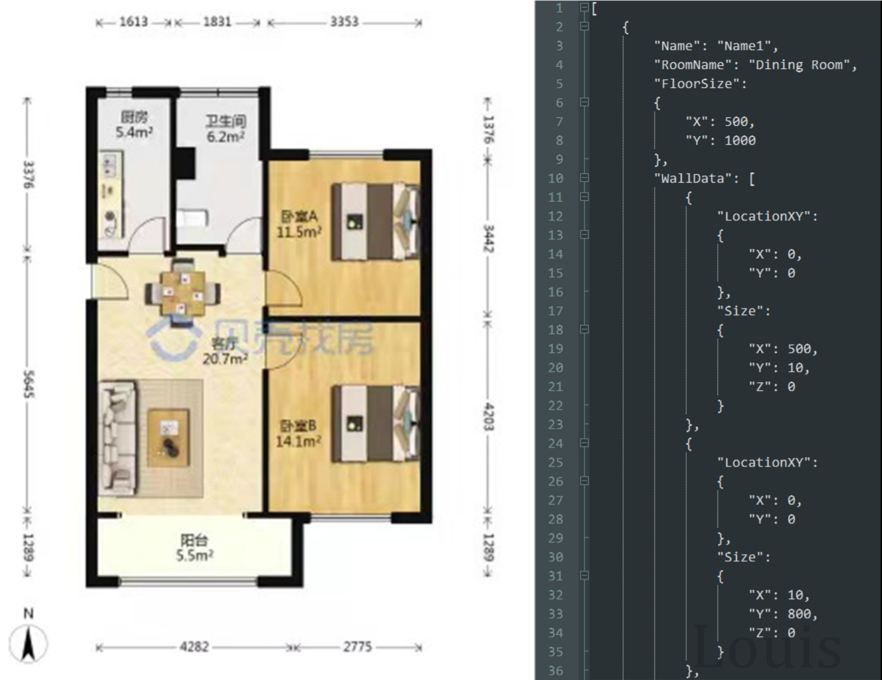 1613
1831
3353
厨房
5.4m²
卫生间
6.2m²
卧室A
11.5m²
客厅
20.7m²
卧室B
14.1m²
阳台
5.5m²
贝壳找房
3376
5645
1289
1376
3442
4203
1289
4282
2775
N
1 [
2 {
3 "Name": "Name1",
4 "RoomName": "Dining Room",
5 "FloorSize":
6 {
7 "X": 500,
8 "Y": 1000
9 },
10 "WallData": [
11 {
12 "LocationXY":
13 {
14 "X": 0,
15 "Y": 0
16 },
17 "Size":
18 {
19 "X": 500,
20 "Y": 10,
21 "Z": 0
22 }
23 },
24 {
25 "LocationXY":
26 {
27 "X": 0,
28 "Y": 0
29 },
30 "Size":
31 {
32 "X": 10,
33 "Y": 800,
34 "Z": 0
35 }
36 },
Louis